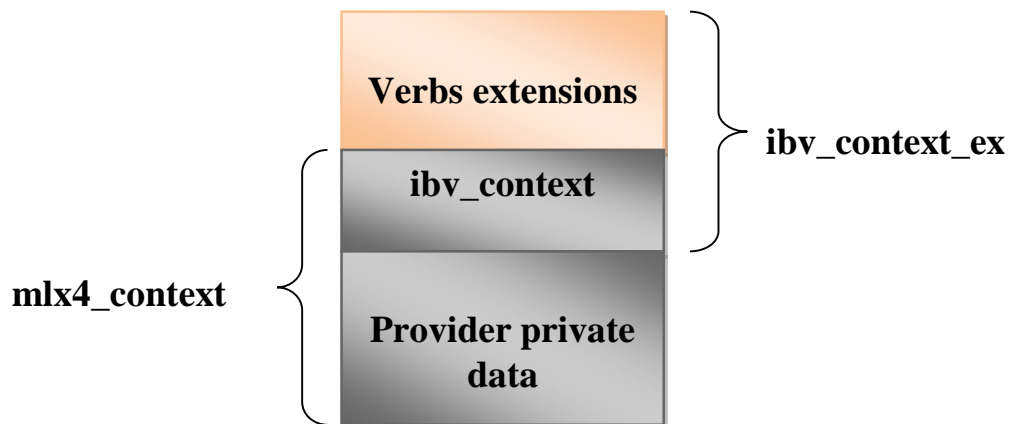 Verbs extensions
ibv_context_ex
ibv_context
mlx4_context
Provider private
data